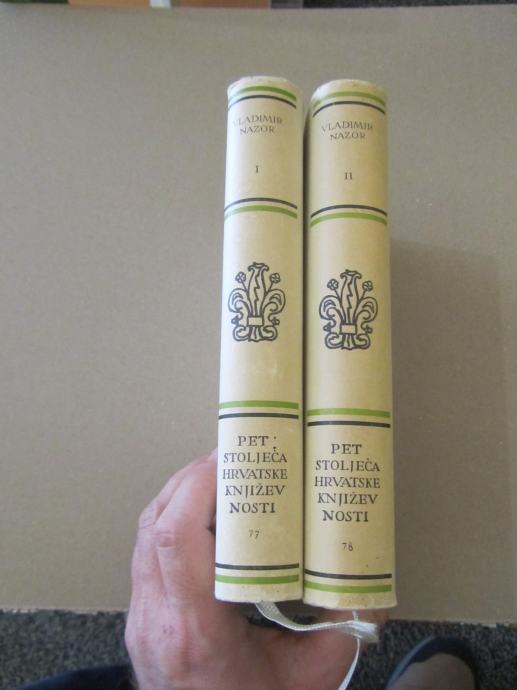 VLADIMIR
NAZOR
I
PET
STOLJEĆA
HRVATSKE
KNJIŽEV
NOSTI
77
VLADIMIR
NAZOR
II
PET
STOLJEĆA
HRVATSKE
KNJIŽEV
NOSTI
78